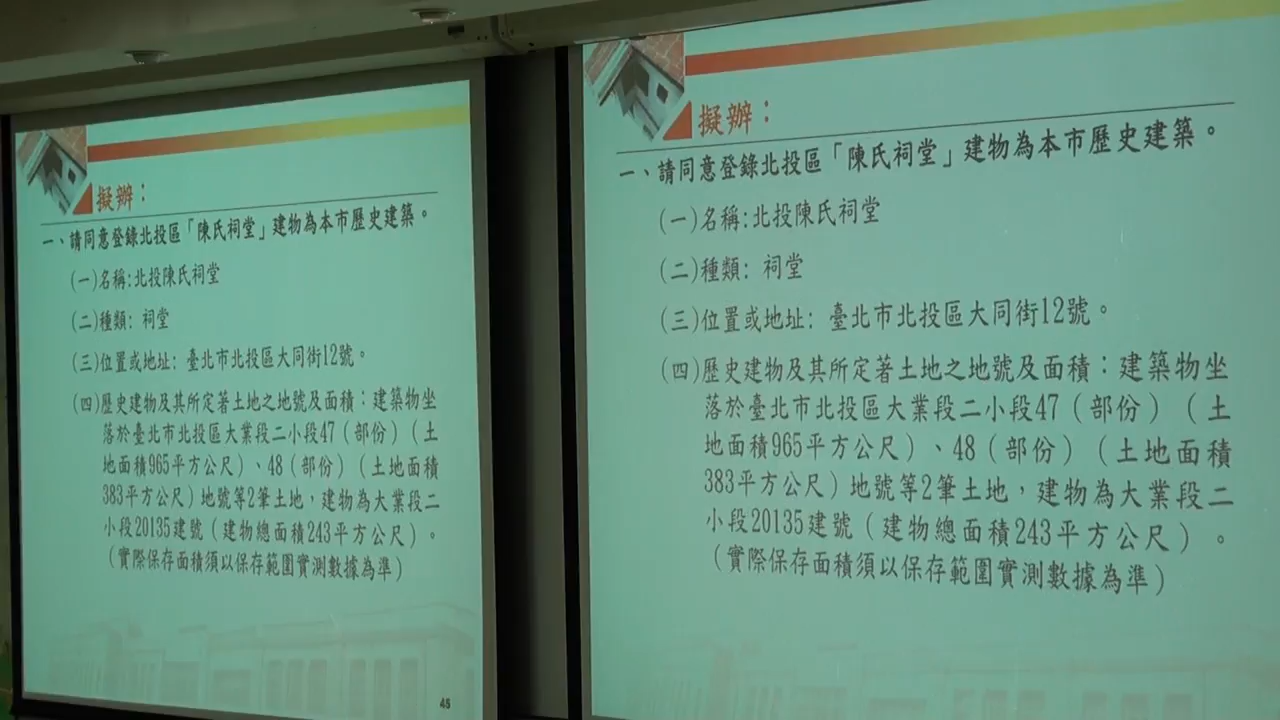 擬辦：
一、請同意登錄北投區「陳氏祠堂」建物為本市歷史建築。
(一)名稱:北投陳氏祠堂
(二)種類: 祠堂
(三)位置或地址: 臺北市北投區大同街12號。
(四)歷史建物及其所定著土地之地號及面積：建築物坐
落於臺北市北投區大業段二小段47（部份）（土
地面積965平方公尺）、48（部份）（土地面積
383平方公尺）地號等2筆土地，建物為大業段二
小段20135建號（建物總面積243平方公尺）。
（實際保存面積須以保存範圍實測數據為準）
45
擬辦：
一、請同意登錄北投區「陳氏祠堂」建物為本市歷史建築。
(一)名稱:北投陳氏祠堂
(二)種類: 祠堂
(三)位置或地址: 臺北市北投區大同街12號。
(四)歷史建物及其所定著土地之地號及面積：建築物坐
落於臺北市北投區大業段二小段47（部份）（土
地面積965平方公尺）、48（部份）（土地面積
383平方公尺）地號等2筆土地，建物為大業段二
小段20135建號（建物總面積243平方公尺）。
（實際保存面積須以保存範圍實測數據為準）